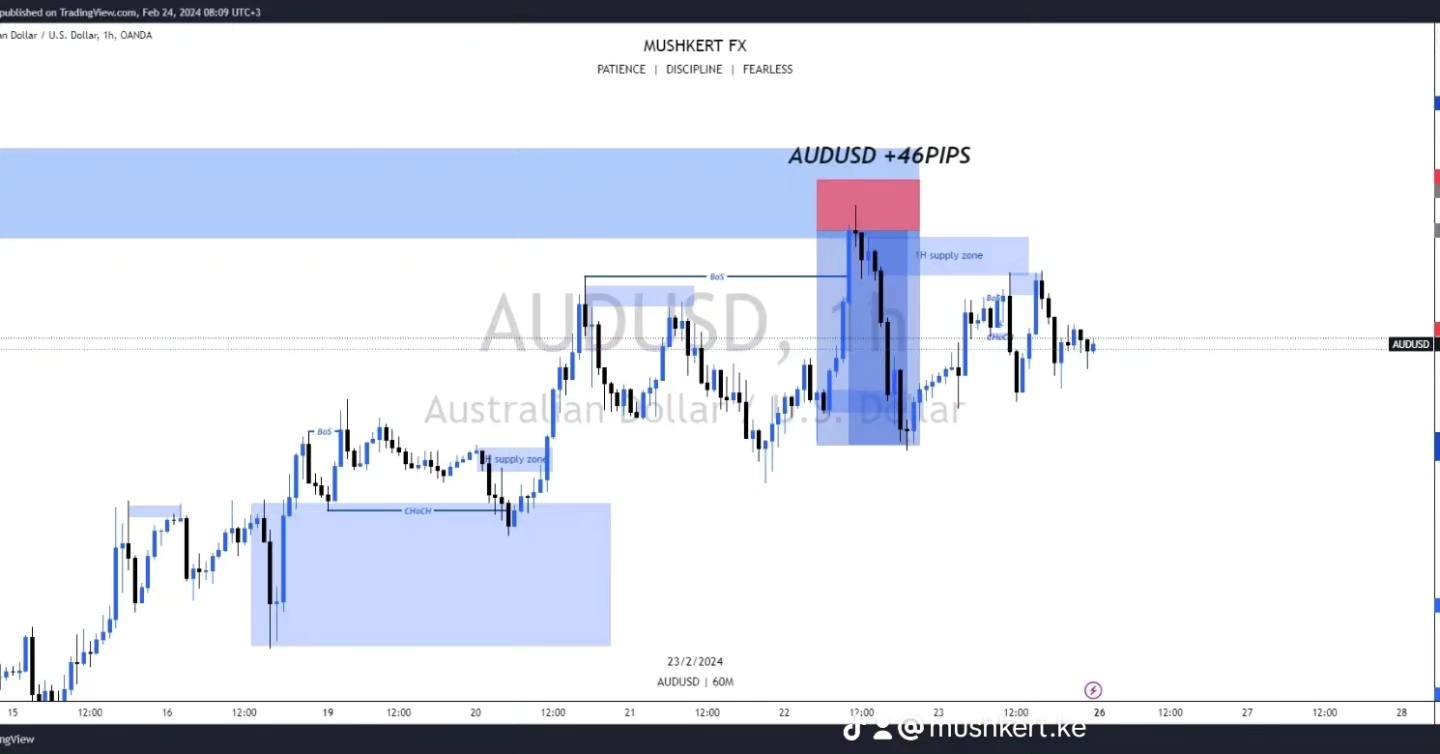 published on TradingView.com, Feb 24, 2024 08:09 UTC+3
an Dollar / U.S. Dollar, 1h, OANDA
MUSHKERT FX
PATIENCE | DISCIPLINE | FEARLESS
AUDUSD +46PIPS
1H supply zone
BoS
BoS
CHoCH
AUDUSD, 1h
AUDUSD
Australian Dollar / U.S. Dollar
BoS
supply zone
CHoCH
23/2/2024
AUDUSD | 60M
15 12:00 16 12:00 19 12:00 20 12:00 21 12:00 22 12:00 23 12:00 26 12:00 27 12:00 28
@mushkert.ke
ngView